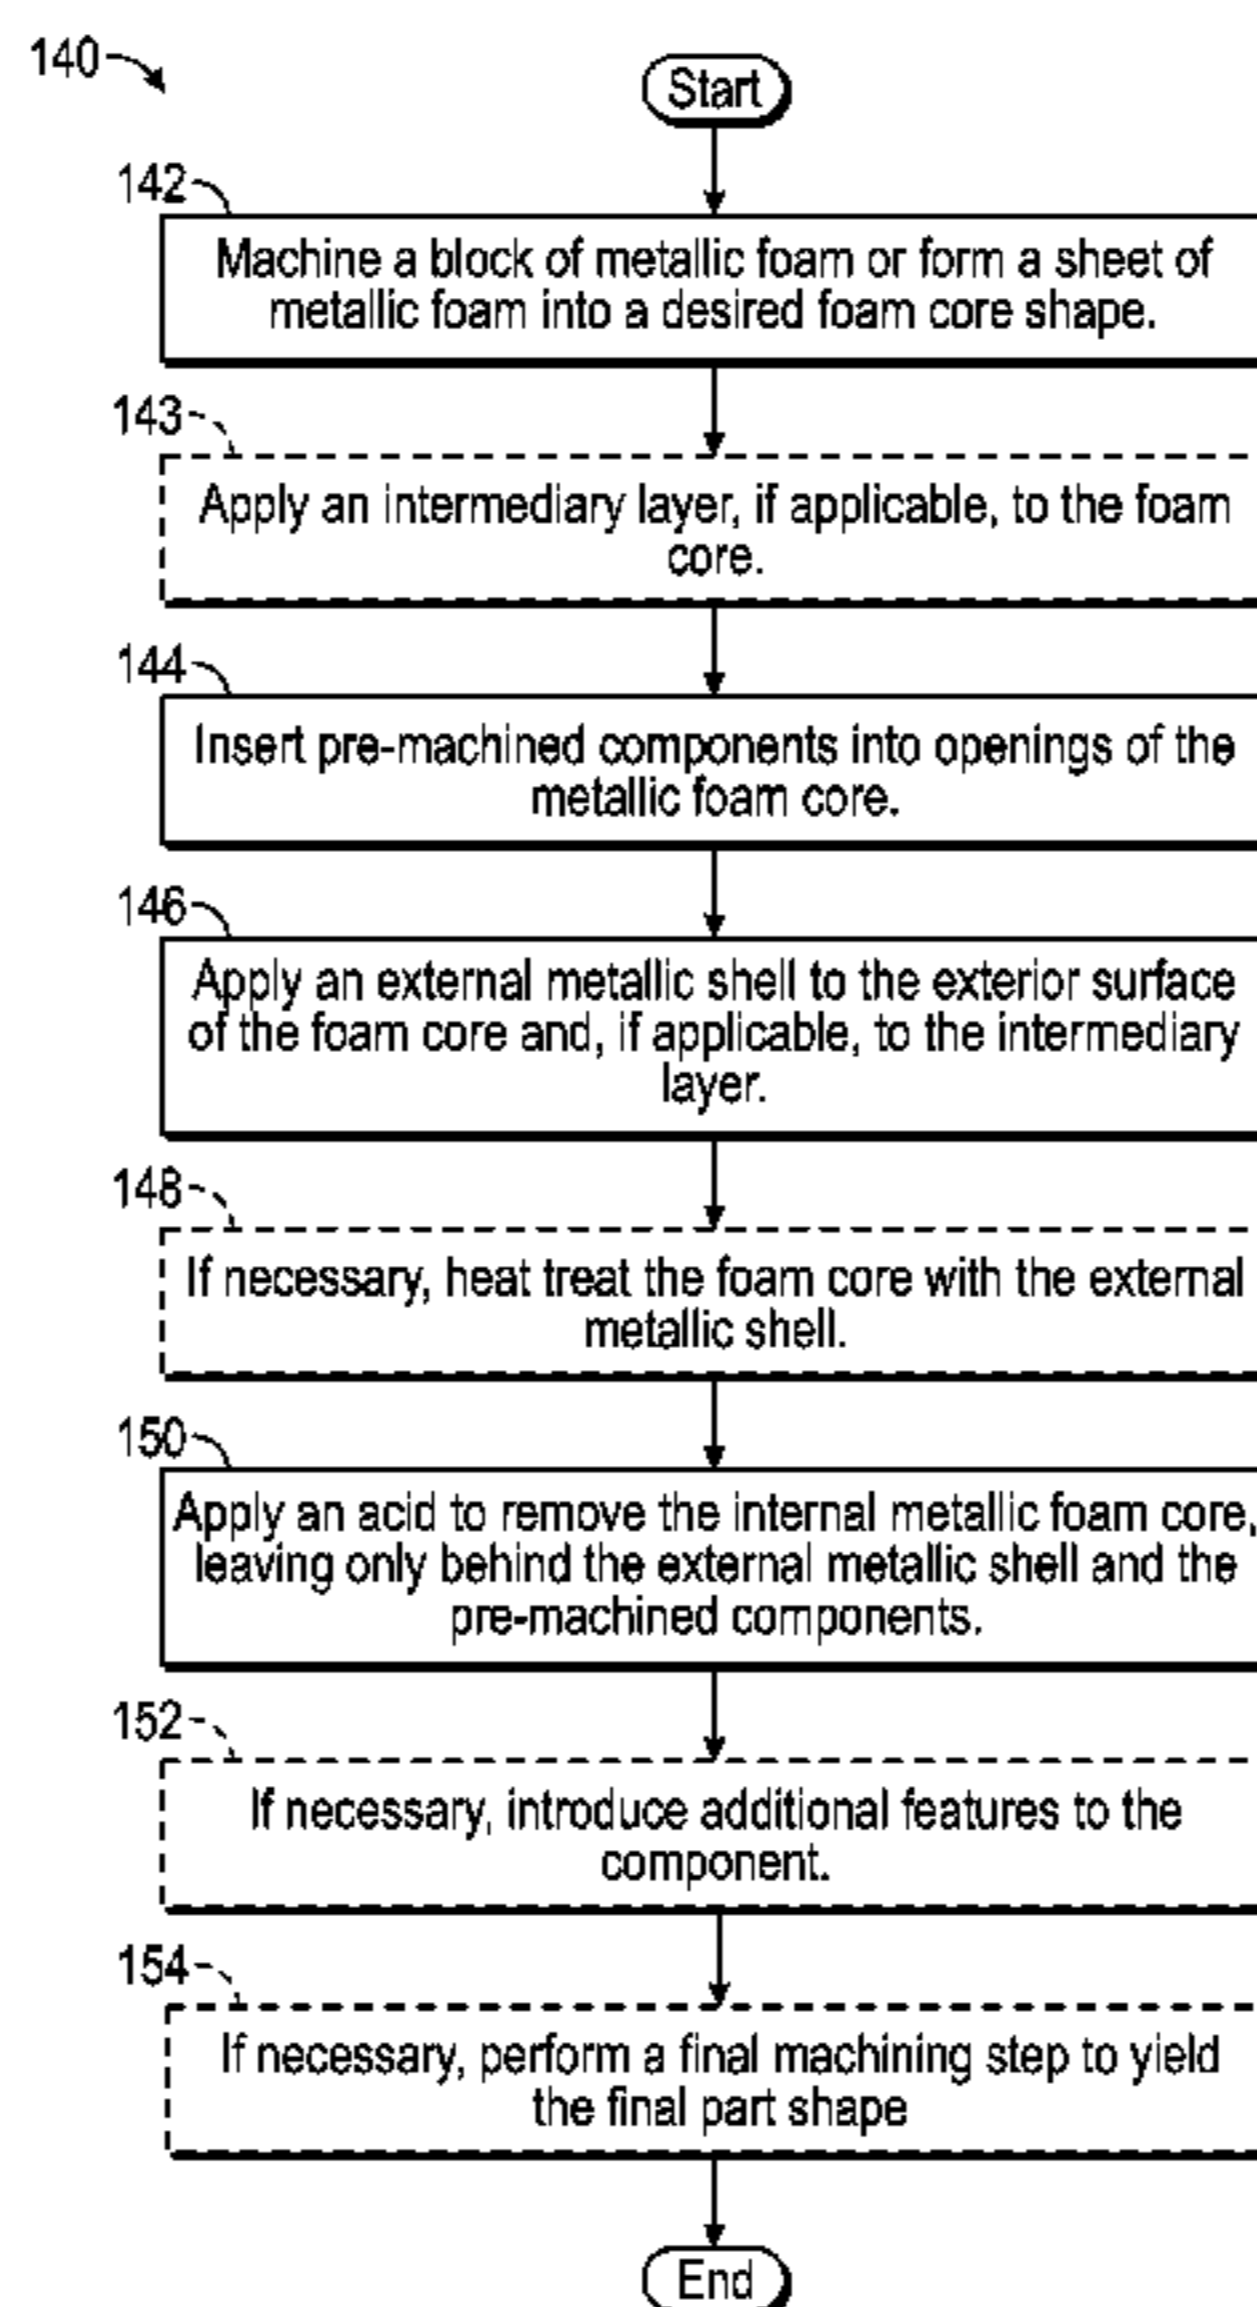 140
Start
142
Machine a block of metallic foam or form a sheet of
metallic foam into a desired foam core shape.
143
Apply an intermediary layer, if applicable, to the foam
core.
144
Insert pre-machined components into openings of the
metallic foam core.
146
Apply an external metallic shell to the exterior surface
of the foam core and, if applicable, to the intermediary
layer.
148
If necessary, heat treat the foam core with the external
metallic shell.
150
Apply an acid to remove the internal metallic foam core,
leaving only behind the external metallic shell and the
pre-machined components.
152
If necessary, introduce additional features to the
component.
154
If necessary, perform a final machining step to yield
the final part shape
End